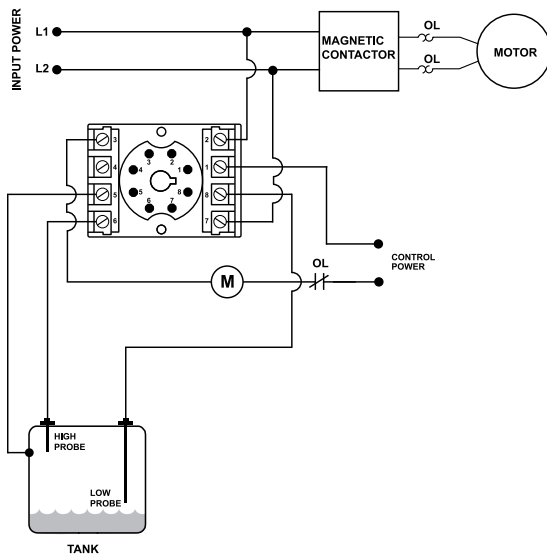 INPUT POWER
L1
L2
MAGNETIC
CONTACTOR
OL
OL
MOTOR
3
4
5
6
3
2
4
1
5
8
6
7
2
1
8
7
M
OL
CONTROL
POWER
HIGH
PROBE
LOW
PROBE
TANK